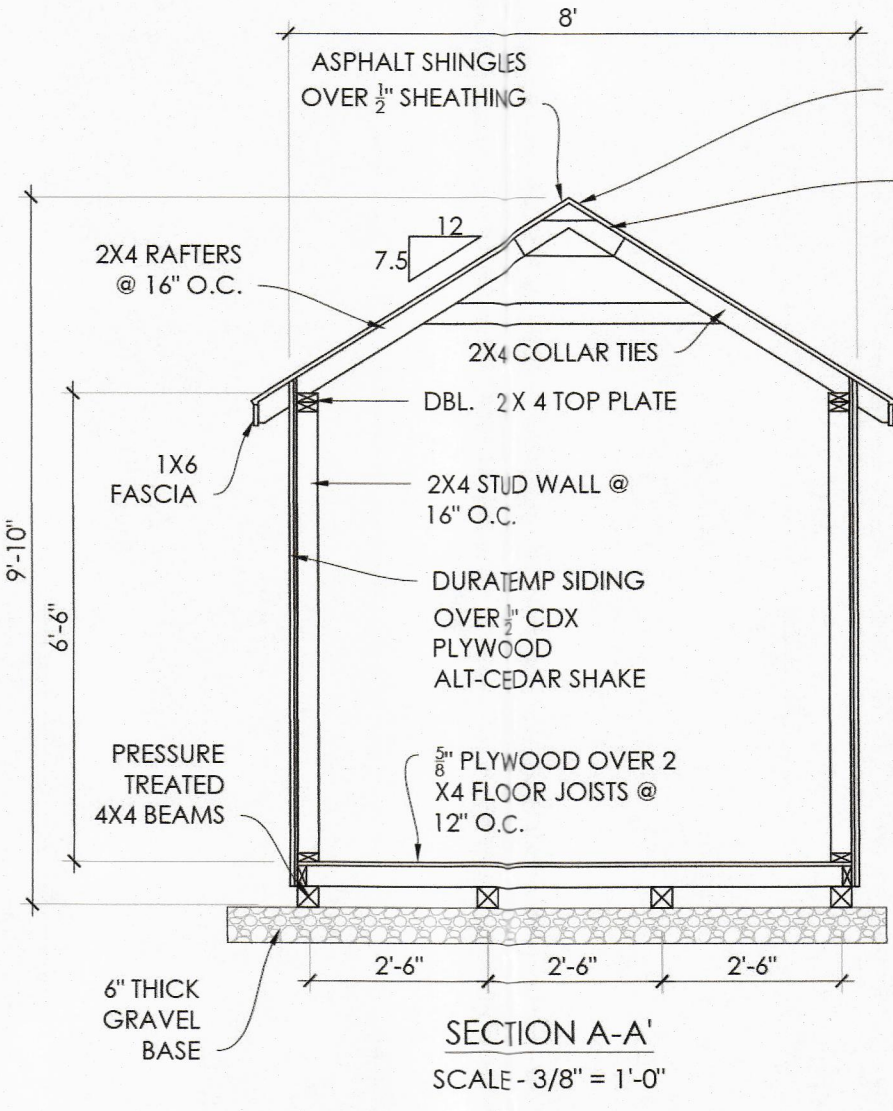 8'
ASPHALT SHINGLES
OVER 1/2" SHEATHING
12
7.5
2X4 RAFTERS
@ 16" O.C.
2X4 COLLAR TIES
DBL. 2 X 4 TOP PLATE
1X6
FASCIA
2X4 STUD WALL @
16" O.C.
9'-10"
6'-6"
DURATEMP SIDING
OVER 1/2" CDX
PLYWOOD
ALT-CEDAR SHAKE
PRESSURE
TREATED
4X4 BEAMS
5/8" PLYWOOD OVER 2
X4 FLOOR JOISTS @
12" O.C.
2'-6"
2'-6"
2'-6"
6" THICK
GRAVEL
BASE
SECTION A-A'
SCALE - 3/8" = 1'-0"